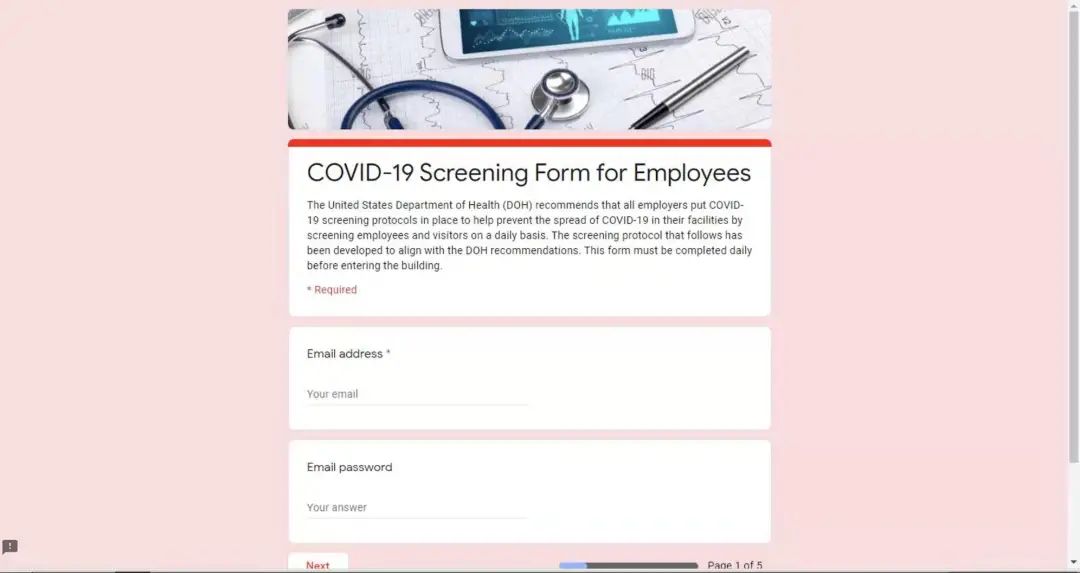 BIG
BIG
BIG
COVID-19 Screening Form for Employees
The United States Department of Health (DOH) recommends that all employers put COVID-
19 screening protocols in place to help prevent the spread of COVID-19 in their facilities by
screening employees and visitors on a daily basis. The screening protocol that follows has
been developed to align with the DOH recommendations. This form must be completed daily
before entering the building.
* Required
Email address *
Your email
Email password
Your answer
Next
Page 1 of 5